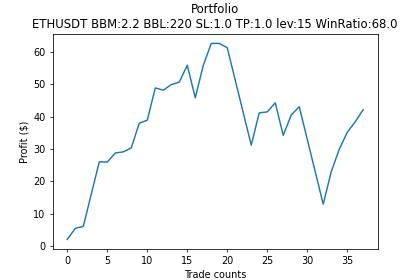 Portfolio
ETHUSDT BBM:2.2 BBL:220 SL:1.0 TP:1.0 lev:15 WinRatio:68.0
60
50
40
30
20
10
0
Profit ($)
0 5 10 15 20 25 30 35
Trade counts